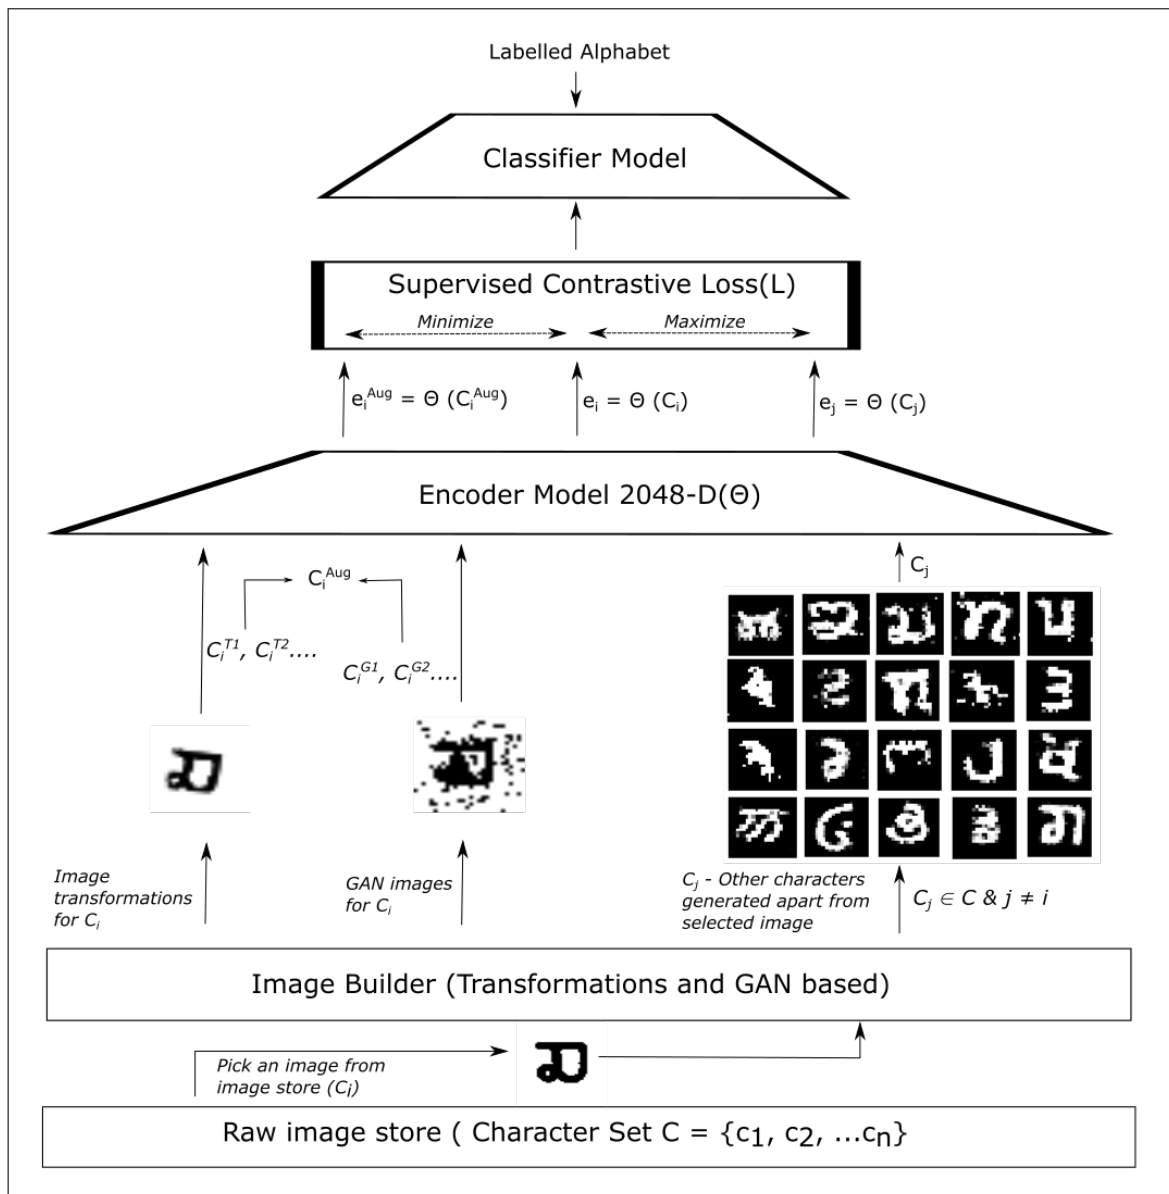 Labelled Alphabet
Classifier Model
Supervised Contrastive Loss(L)
Minimize
Maximize
e_i^Aug = Θ (C_i^Aug)
e_i = Θ (C_i)
e_j = Θ (C_j)
Encoder Model 2048-D(Θ)
C_i^Aug
C_j
C_i^T1, C_i^T2....
C_i^G1, C_i^G2....
Image
transformations
for C_i
GAN images
for C_i
C_j - Other characters
generated apart from
selected image
C_j ∈ C & j ≠ i
Image Builder (Transformations and GAN based)
Pick an image from
image store (C_i)
Raw image store ( Character Set C = {c_1, c_2, ...c_n}